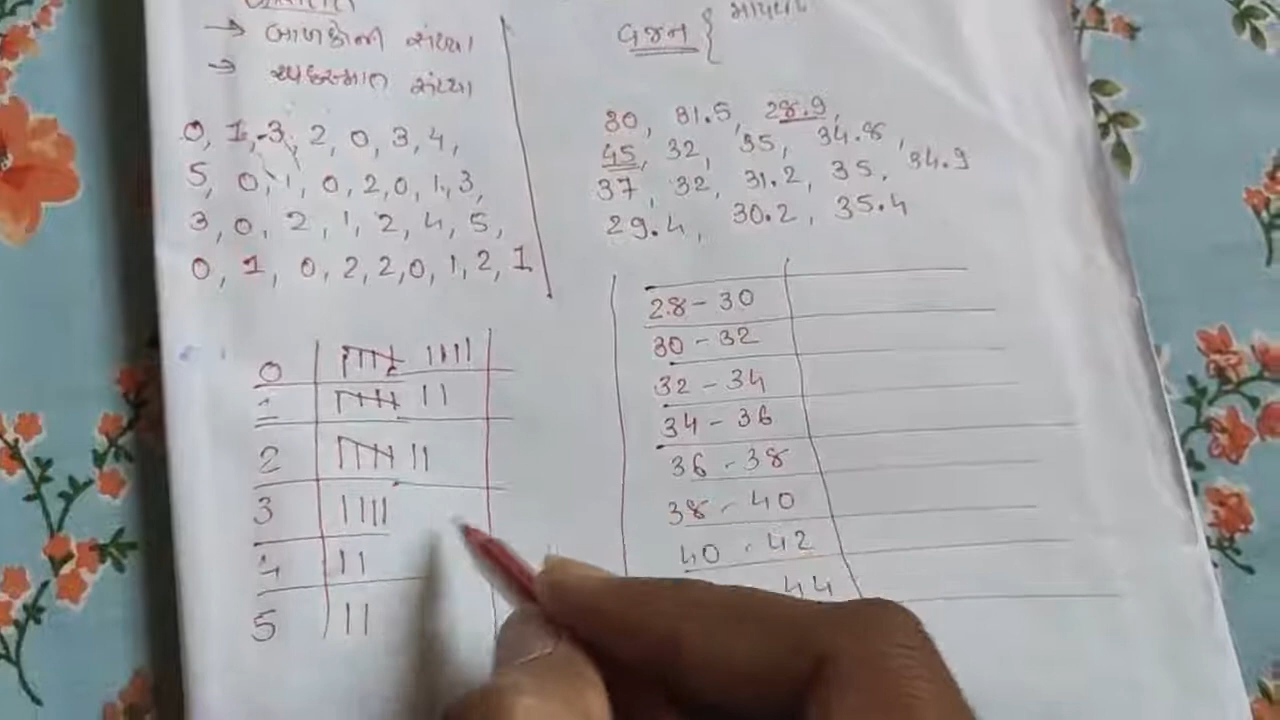 → બાળકોની સંખ્યા
→ સંખ્યા
0, 1, 3, 2, 0, 3, 4,
5, 0, 1, 0, 2, 0, 1, 3,
3, 0, 2, 1, 2, 4, 5,
0, 1, 0, 2, 2, 0, 1, 2, 1
0
1
2
3
4
5
વજન {
30, 31.5, 28.9,
45, 32, 35, 34.8,
37, 32, 31.2, 35, 34.9
29.4, 30.2, 35.4
28 - 30
30 - 32
32 - 34
34 - 36
36 - 38
38 - 40
40 - 42
44